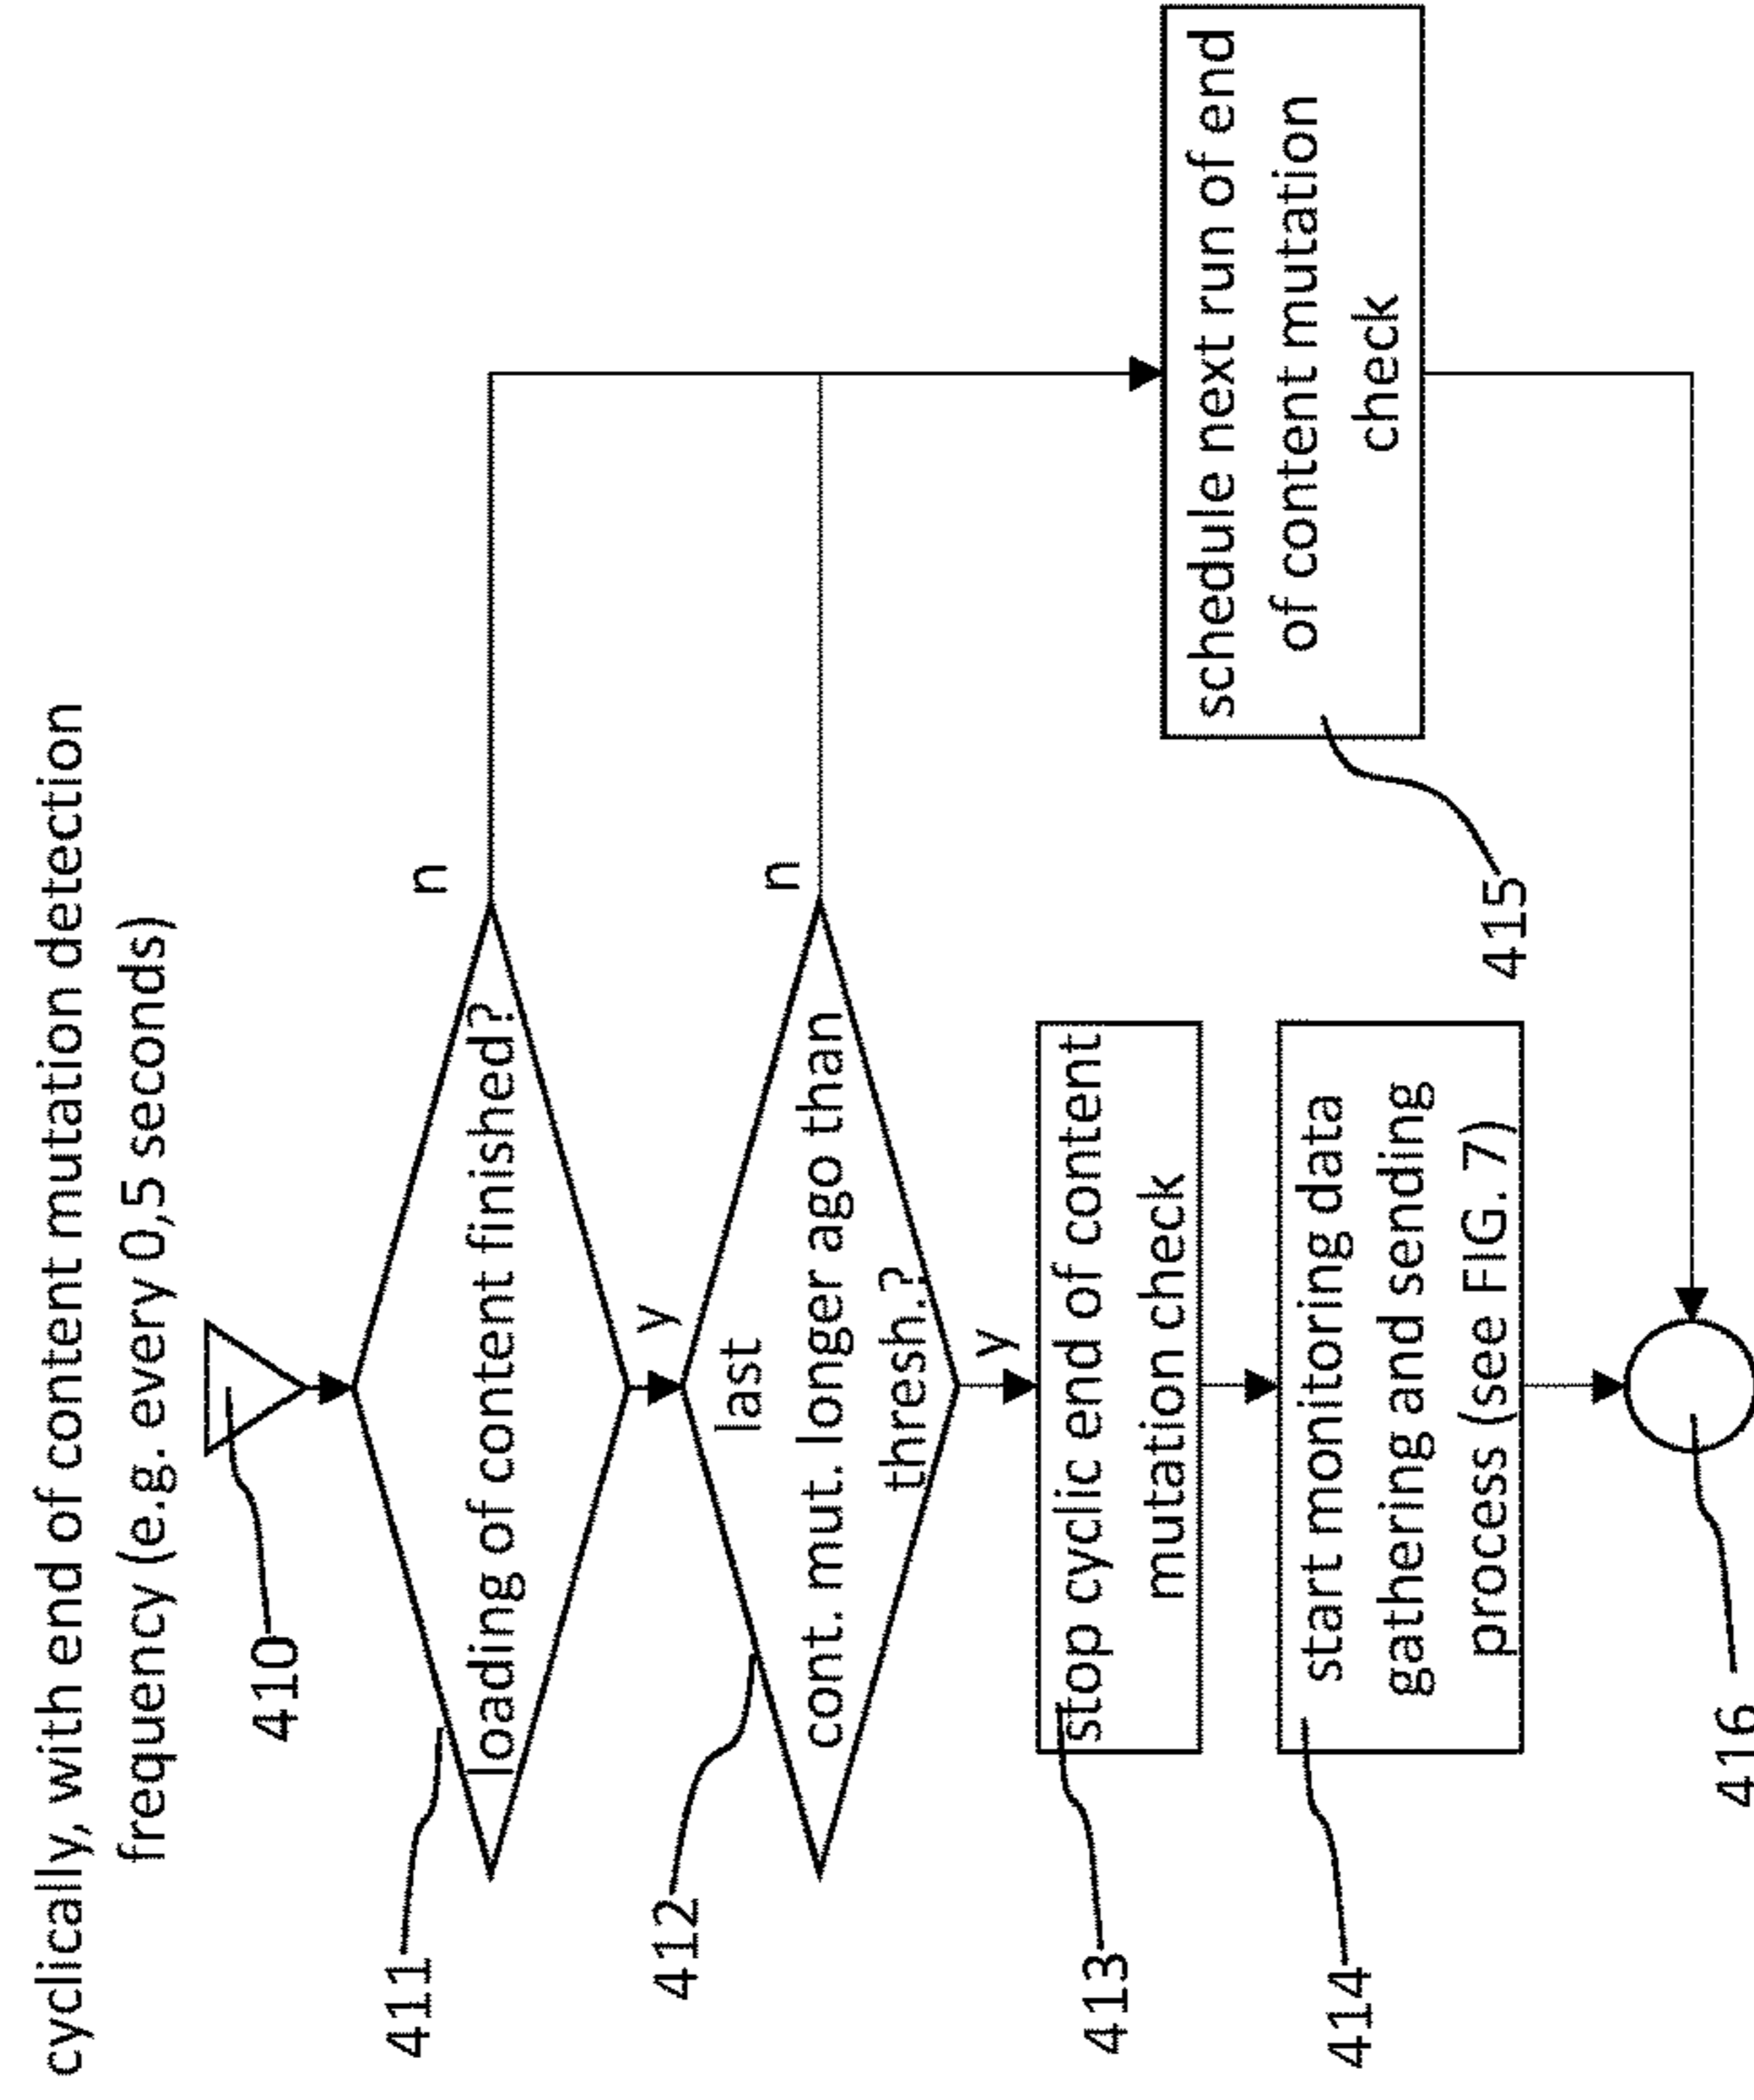 cyclically, with end of content mutation detection
frequency (e.g. every 0,5 seconds)
410
411
loading of content finished?
n
y
412
last
cont. mut. longer ago than
thresh.?
n
y
413
stop cyclic end of content
mutation check
414
start monitoring data
gathering and sending
process (see FIG. 7)
415
schedule next run of end
of content mutation
check
416